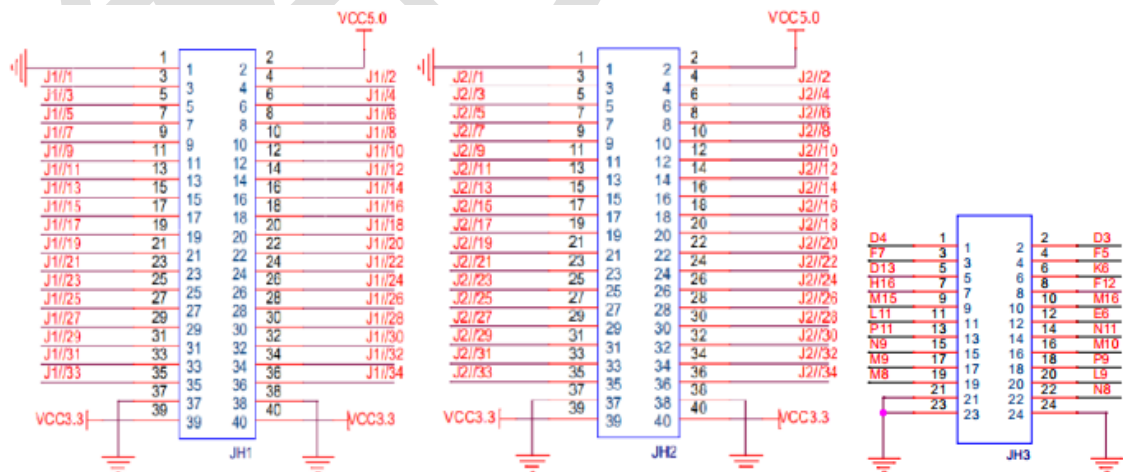 VCC5.0
1 1 2 2
J1//1 3 3 4 4 J1//2
J1//3 5 5 6 6 J1//4
J1//5 7 7 8 8 J1//6
J1//7 9 9 10 10 J1//8
J1//9 11 11 12 12 J1//10
J1//11 13 13 14 14 J1//12
J1//13 15 15 16 16 J1//14
J1//15 17 17 18 18 J1//16
J1//17 19 19 20 20 J1//18
J1//19 21 21 22 22 J1//20
J1//21 23 23 24 24 J1//22
J1//23 25 25 26 26 J1//24
J1//25 27 27 28 28 J1//26
J1//27 29 29 30 30 J1//28
J1//29 31 31 32 32 J1//30
J1//31 33 33 34 34 J1//32
J1//33 35 35 36 36 J1//34
37 37 38 38
VCC3.3 39 39 40 40 VCC3.3
JH1
VCC5.0
1 1 2 2
J2//1 3 3 4 4 J2//2
J2//3 5 5 6 6 J2//4
J2//5 7 7 8 8 J2//6
J2//7 9 9 10 10 J2//8
J2//9 11 11 12 12 J2//10
J2//11 13 13 14 14 J2//12
J2//13 15 15 16 16 J2//14
J2//15 17 17 18 18 J2//16
J2//17 19 19 20 20 J2//18
J2//19 21 21 22 22 J2//20
J2//21 23 23 24 24 J2//22
J2//23 25 25 26 26 J2//24
J2//25 27 27 28 28 J2//26
J2//27 29 29 30 30 J2//28
J2//29 31 31 32 32 J2//30
J2//31 33 33 34 34 J2//32
J2//33 35 35 36 36 J2//34
37 37 38 38
VCC3.3 39 39 40 40 VCC3.3
JH2
D4 1 1 2 2 D3
F7 3 3 4 4 F5
D13 5 5 6 6 K6
H16 7 7 8 8 F12
M15 9 9 10 10 M16
L11 11 11 12 12 E6
P11 13 13 14 14 N11
N9 15 15 16 16 M10
M9 17 17 18 18 P9
M8 19 19 20 20 L9
21 21 22 22 N8
23 23 24 24
JH3